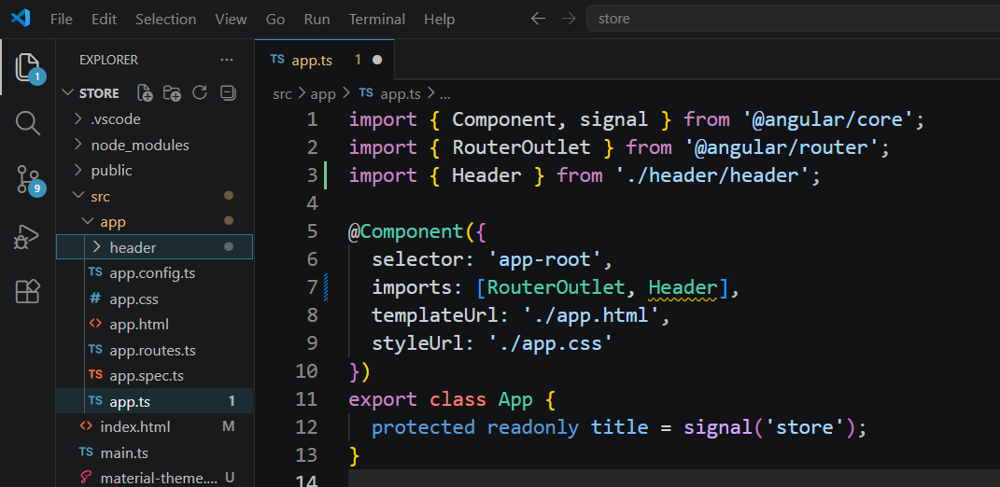 File Edit Selection View Go Run Terminal Help
store
EXPLORER
TS app.ts 1
1
STORE
src > app > TS app.ts > ...
.vscode
node_modules
public
src
9
app
header
TS app.config.ts
# app.css
<> app.html
TS app.routes.ts
TS app.spec.ts
TS app.ts 1
<> index.html M
TS main.ts
material-theme.... U
1 import { Component, signal } from '@angular/core';
2 import { RouterOutlet } from '@angular/router';
3 import { Header } from './header/header';
4
5 @Component({
6 selector: 'app-root',
7 imports: [RouterOutlet, Header],
8 templateUrl: './app.html',
9 styleUrl: './app.css'
10 })
11 export class App {
12 protected readonly title = signal('store');
13 }
14